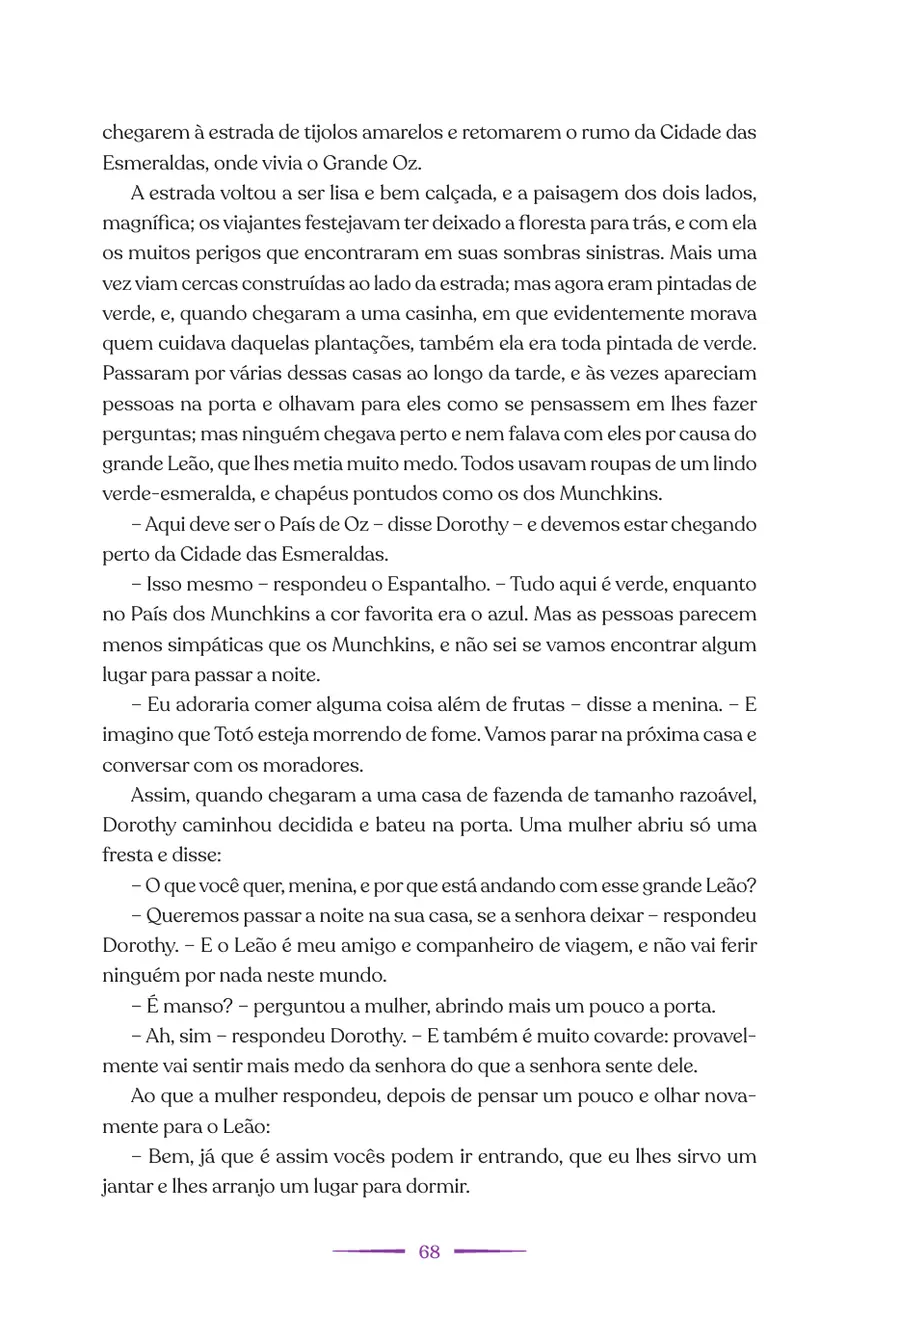 chegarem à estrada de tijolos amarelos e retomarem o rumo da Cidade das
Esmeraldas, onde vivia o Grande Oz.
A estrada voltou a ser lisa e bem calçada, e a paisagem dos dois lados,
magnífica; os viajantes festejavam ter deixado a floresta para trás, e com ela
os muitos perigos que encontraram em suas sombras sinistras. Mais uma
vez viam cercas construídas ao lado da estrada; mas agora eram pintadas de
verde, e, quando chegaram a uma casinha, em que evidentemente morava
quem cuidava daquelas plantações, também ela era toda pintada de verde.
Passaram por várias dessas casas ao longo da tarde, e às vezes apareciam
pessoas na porta e olhavam para eles como se pensassem em lhes fazer
perguntas; mas ninguém chegava perto e nem falava com eles por causa do
grande Leão, que lhes metia muito medo. Todos usavam roupas de um lindo
verde-esmeralda, e chapéus pontudos como os dos Munchkins.
– Aqui deve ser o País de Oz – disse Dorothy – e devemos estar chegando
perto da Cidade das Esmeraldas.
– Isso mesmo – respondeu o Espantalho. – Tudo aqui é verde, enquanto
no País dos Munchkins a cor favorita era o azul. Mas as pessoas parecem
menos simpáticas que os Munchkins, e não sei se vamos encontrar algum
lugar para passar a noite.
– Eu adoraria comer alguma coisa além de frutas – disse a menina. – E
imagino que Totó esteja morrendo de fome. Vamos parar na próxima casa e
conversar com os moradores.
Assim, quando chegaram a uma casa de fazenda de tamanho razoável,
Dorothy caminhou decidida e bateu na porta. Uma mulher abriu só uma
fresta e disse:
– O que você quer, menina, e por que está andando com esse grande Leão?
– Queremos passar a noite na sua casa, se a senhora deixar – respondeu
Dorothy. – E o Leão é meu amigo e companheiro de viagem, e não vai ferir
ninguém por nada neste mundo.
– É manso? – perguntou a mulher, abrindo mais um pouco a porta.
– Ah, sim – respondeu Dorothy. – E também é muito covarde: provavel-
mente vai sentir mais medo da senhora do que a senhora sente dele.
Ao que a mulher respondeu, depois de pensar um pouco e olhar nova-
mente para o Leão:
– Bem, já que é assim vocês podem ir entrando, que eu lhes sirvo um
jantar e lhes arranjo um lugar para dormir.
68